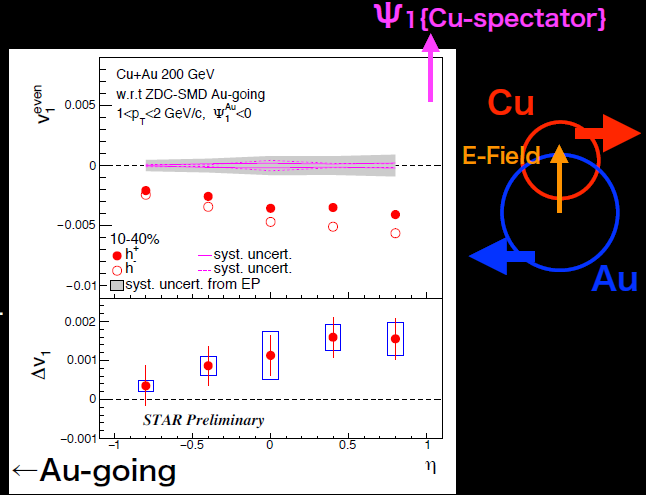 Ψ1{Cu-spectator}
Cu+Au 200 GeV
w.r.t ZDC-SMD Au-going
1<pT<2 GeV/c, Ψ1Au<0
v1even
0.005
0
−0.005
−0.01
10-40%
h+
h-
syst. uncert.
syst. uncert.
syst. uncert. from EP
Δv1
0.002
0.001
0
−0.001
STAR Preliminary
−1
−0.5
0
0.5
1
η
←Au-going
Cu
E-Field
Au